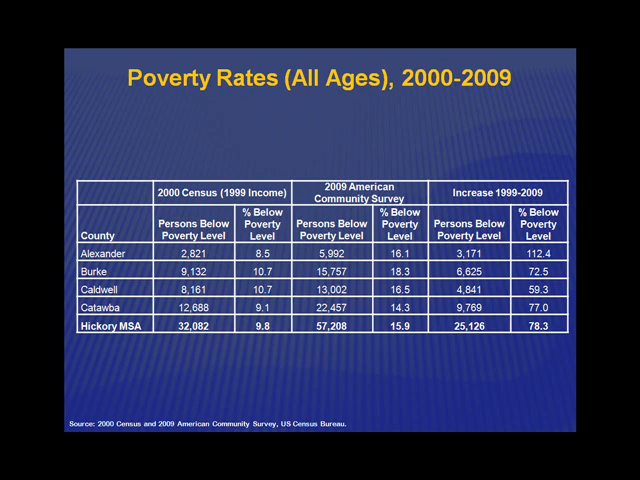 Poverty Rates (All Ages), 2000-2009
2000 Census (1999 Income) 2009 American Community Survey Increase 1999-2009
County Persons Below Poverty Level % Below Poverty Level Persons Below Poverty Level % Below Poverty Level Persons Below Poverty Level % Below Poverty Level
Alexander 2,821 8.5 5,992 16.1 3,171 112.4
Burke 9,132 10.7 15,757 18.3 6,625 72.5
Caldwell 8,161 10.7 13,002 16.5 4,841 59.3
Catawba 12,688 9.1 22,457 14.3 9,769 77.0
Hickory MSA 32,082 9.8 57,208 15.9 25,126 78.3
Source: 2000 Census and 2009 American Community Survey, US Census Bureau.